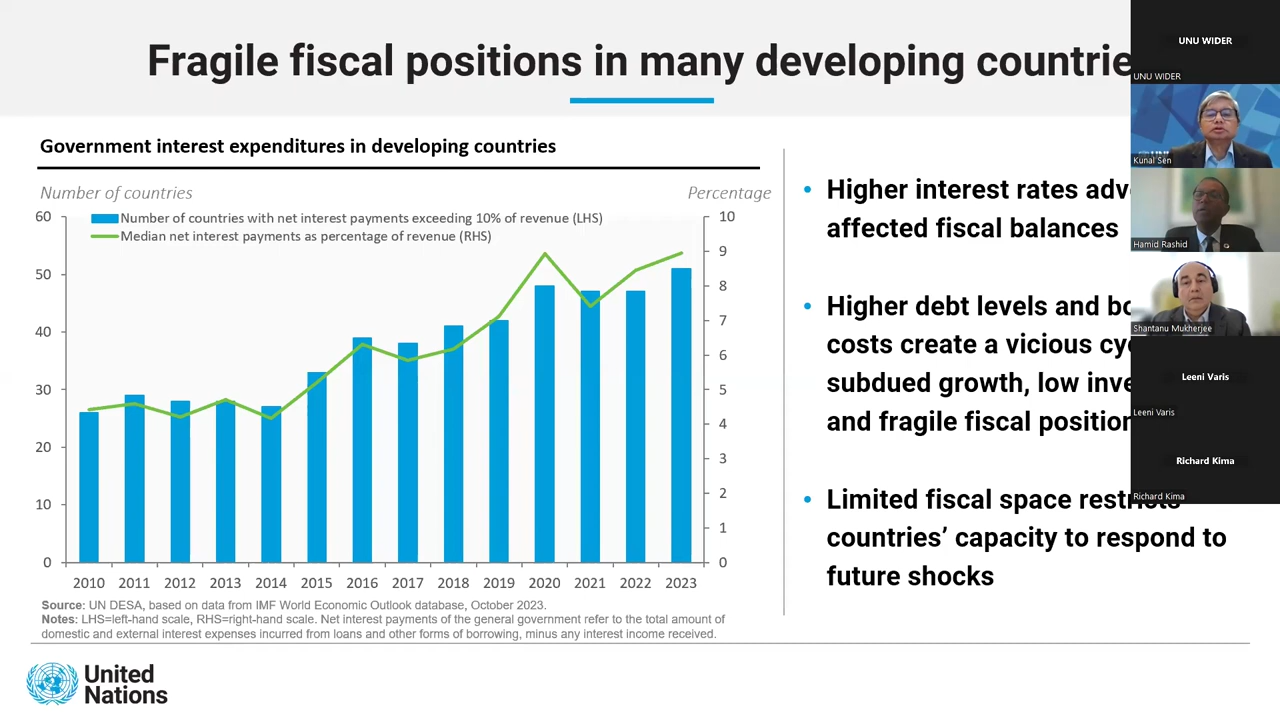 Fragile fiscal positions in many developing countrie
Government interest expenditures in developing countries
Number of countries
Percentage
Number of countries with net interest payments exceeding 10% of revenue (LHS)
Median net interest payments as percentage of revenue (RHS)
60
50
40
30
20
10
0
10
9
8
7
6
5
4
3
2
1
0
2010 2011 2012 2013 2014 2015 2016 2017 2018 2019 2020 2021 2022 2023
Source: UN DESA, based on data from IMF World Economic Outlook database, October 2023.
Notes: LHS=left-hand scale, RHS=right-hand scale. Net interest payments of the general government refer to the total amount of
domestic and external interest expenses incurred from loans and other forms of borrowing, minus any interest income received.
• Higher interest rates adv
affected fiscal balances
• Higher debt levels and bo
costs create a vicious cy
subdued growth, low inve
and fragile fiscal position
• Limited fiscal space restricts
countries’ capacity to respond to
future shocks
United
Nations
UNU WIDER
UNU WIDER
Kunal Sen
Hamid Rashid
Shantanu Mukherjee
Leeni Varis
Leeni Varis
Richard Kima
Richard Kima